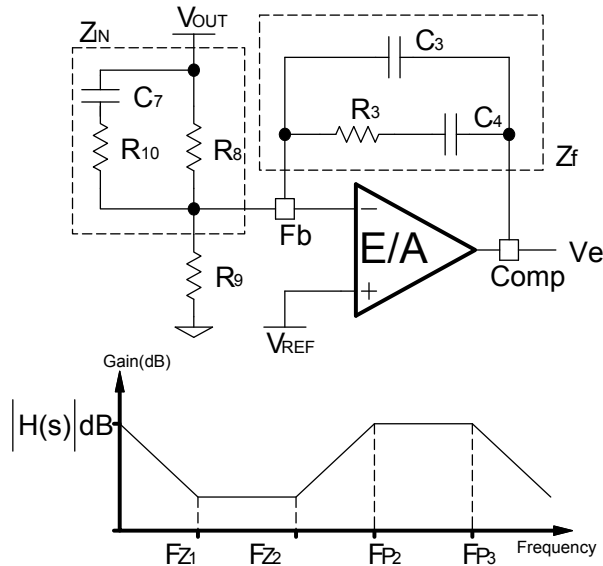 ZIN
VOUT
C3
C7
R3
C4
R10
R8
Zf
Fb
E/A
Ve
Comp
R9
VREF
Gain(dB)
|H(s)|dB
FZ1
FZ2
FP2
FP3
Frequency